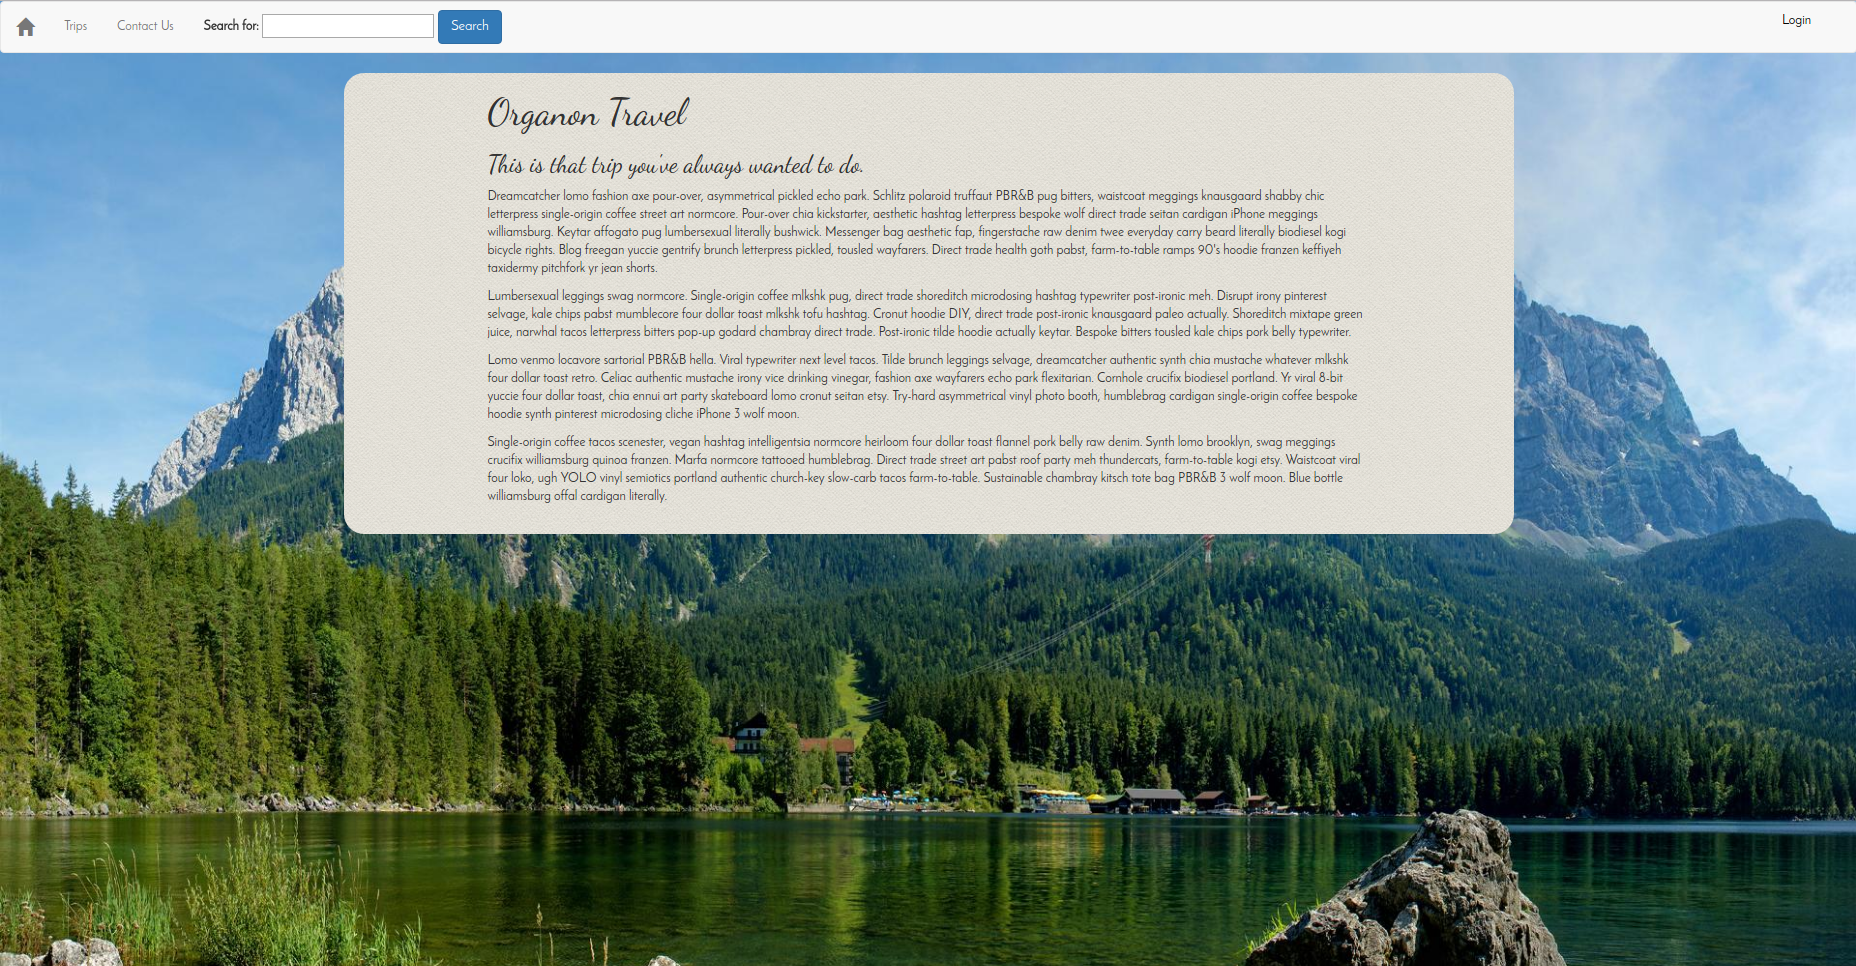 Trips Contact Us Search for: Search Login
Organon Travel
This is that trip you've always wanted to do.
Dreamcatcher lomo fashion axe pour-over, asymmetrical pickled echo park. Schlitz polaroid truffaut PBR&B pug bitters, waistcoat meggings knausgaard shabby chic
letterpress single-origin coffee street art normcore. Pour-over chia kickstarter, aesthetic hashtag letterpress bespoke wolf direct trade seitan cardigan iPhone meggings
williamsburg. Keytar affogato pug lumbersexual literally bushwick. Messenger bag aesthetic fap, fingerstache raw denim twee everyday carry beard literally biodiesel kogi
bicycle rights. Blog freegan yuccie gentrify brunch letterpress pickled, tousled wayfarers. Direct trade health goth pabst, farm-to-table ramps 90's hoodie franzen keffiyeh
taxidermy pitchfork yr jean shorts.
Lumbersexual leggings swag normcore. Single-origin coffee mlkshk pug, direct trade shoreditch microdosing hashtag typewriter post-ironic meh. Disrupt irony pinterest
selvage, kale chips pabst mumblecore four dollar toast mlkshk tofu hashtag. Cronut hoodie DIY, direct trade post-ironic knausgaard paleo actually. Shoreditch mixtape green
juice, narwhal tacos letterpress bitters pop-up godard chambray direct trade. Post-ironic tilde hoodie actually keytar. Bespoke bitters tousled kale chips pork belly typewriter.
Lomo venmo locavore sartorial PBR&B hella. Viral typewriter next level tacos. Tilde brunch leggings selvage, dreamcatcher authentic synth chia mustache whatever mlkshk
four dollar toast retro. Celiac authentic mustache irony vice drinking vinegar, fashion axe wayfarers echo park flexitarian. Cornhole crucifix biodiesel portland. Yr viral 8-bit
yuccie four dollar toast, chia ennui art party skateboard lomo cronut seitan etsy. Try-hard asymmetrical vinyl photo booth, humblebrag cardigan single-origin coffee bespoke
hoodie synth pinterest microdosing cliche iPhone 3 wolf moon.
Single-origin coffee tacos scenester, vegan hashtag intelligentsia normcore heirloom four dollar toast flannel pork belly raw denim. Synth lomo brooklyn, swag meggings
crucifix williamsburg quinoa franzen. Marfa normcore tattooed humblebrag. Direct trade street art pabst roof party meh thundercats, farm-to-table kogi etsy. Waistcoat viral
four loko, ugh YOLO vinyl semiotics portland authentic church-key slow-carb tacos farm-to-table. Sustainable chambray kitsch tote bag PBR&B 3 wolf moon. Blue bottle
williamsburg offal cardigan literally.